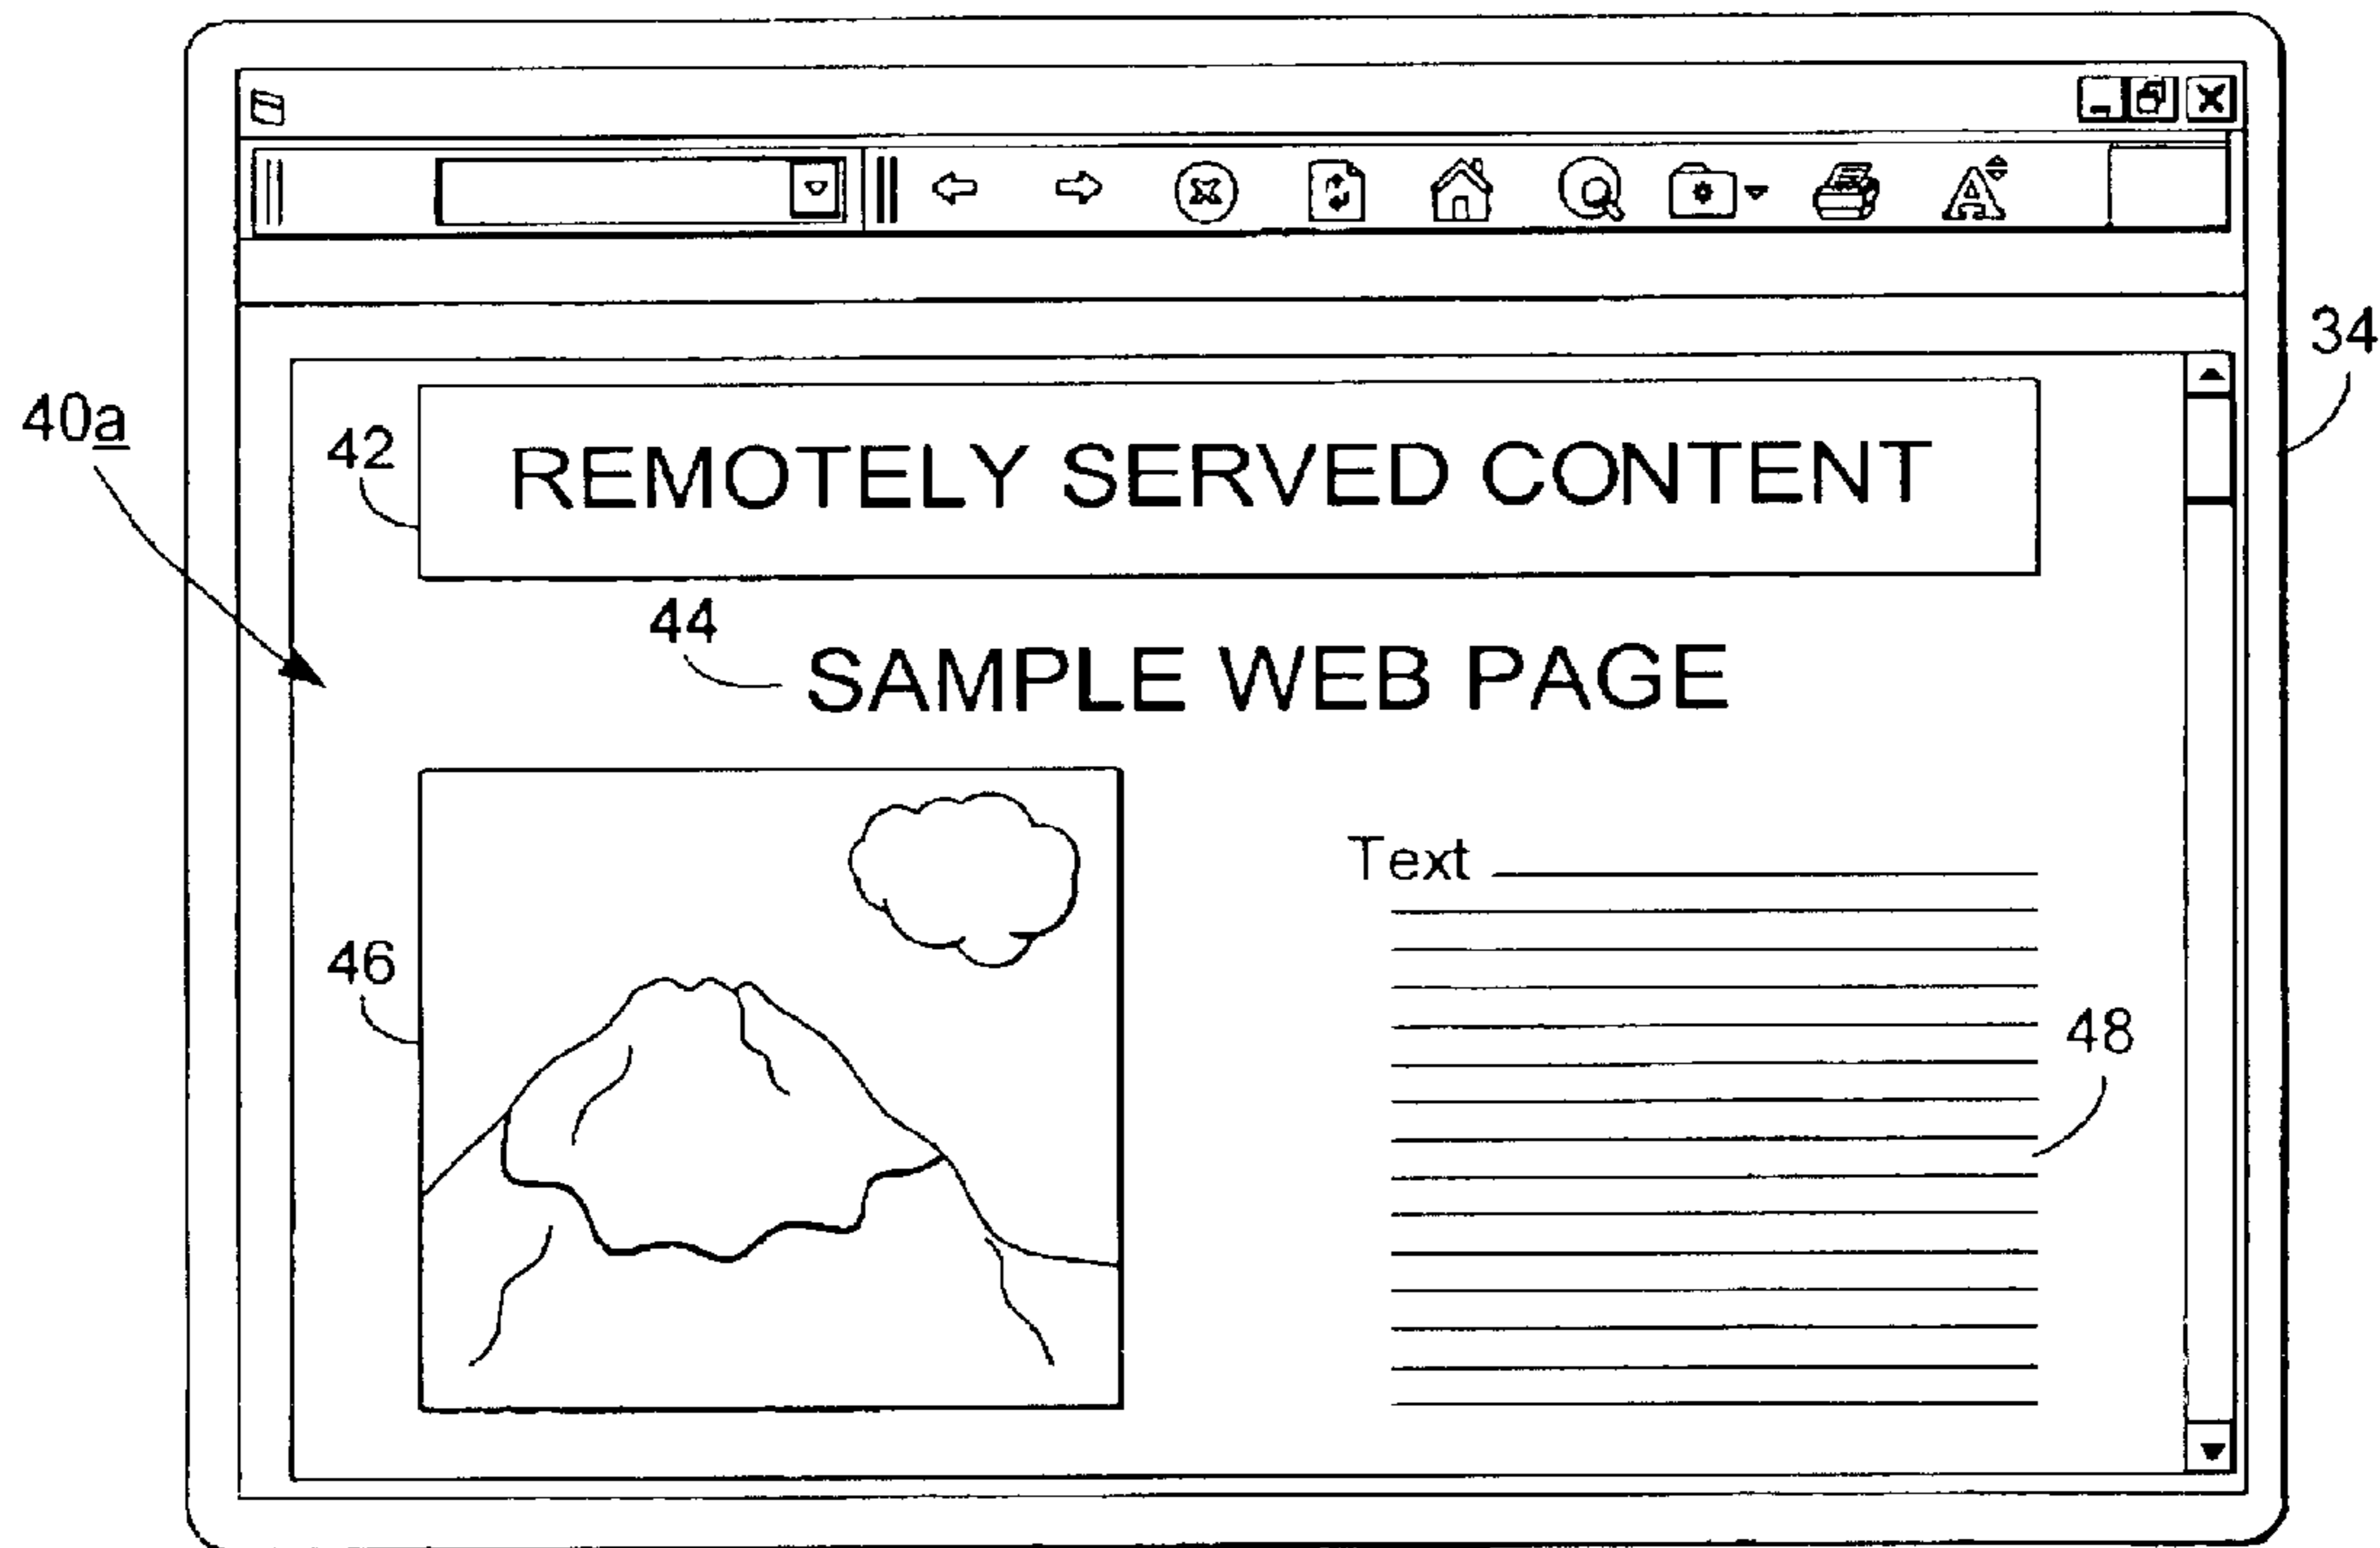 34
40a
42
REMOTELY SERVED CONTENT
44
SAMPLE WEB PAGE
Text
46
48